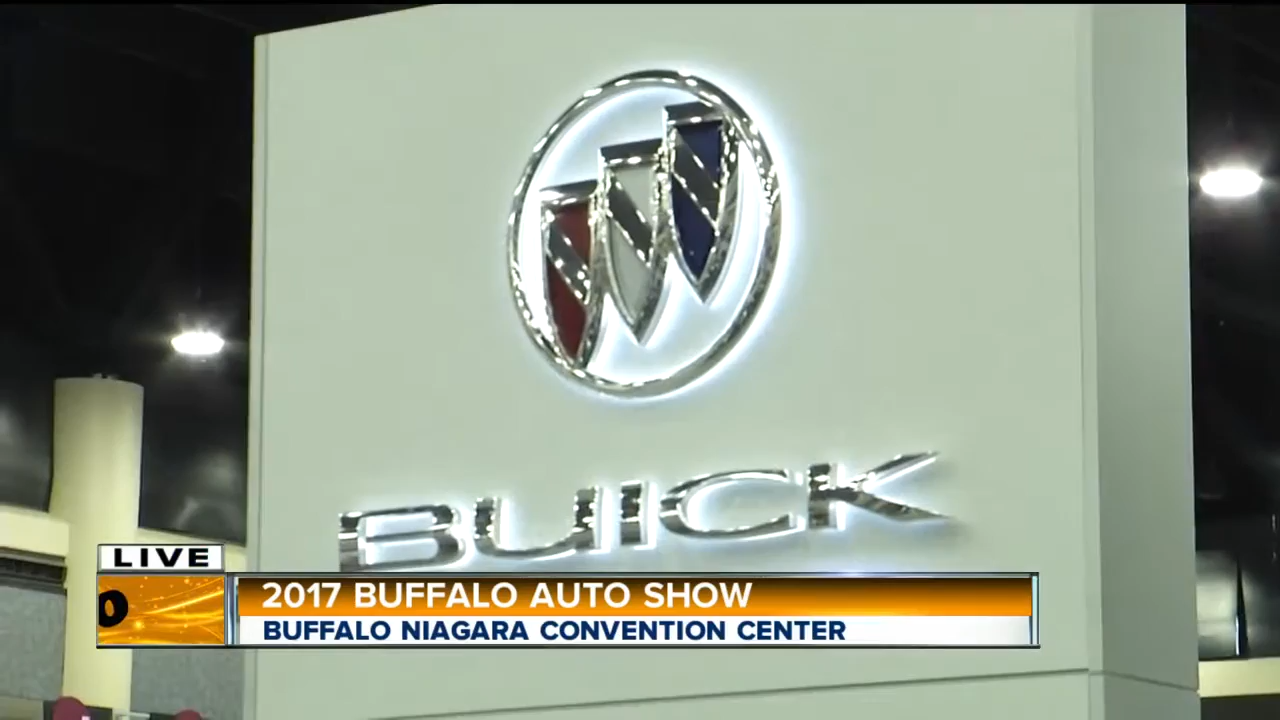 BUICK
LIVE
2017 BUFFALO AUTO SHOW
BUFFALO NIAGARA CONVENTION CENTER